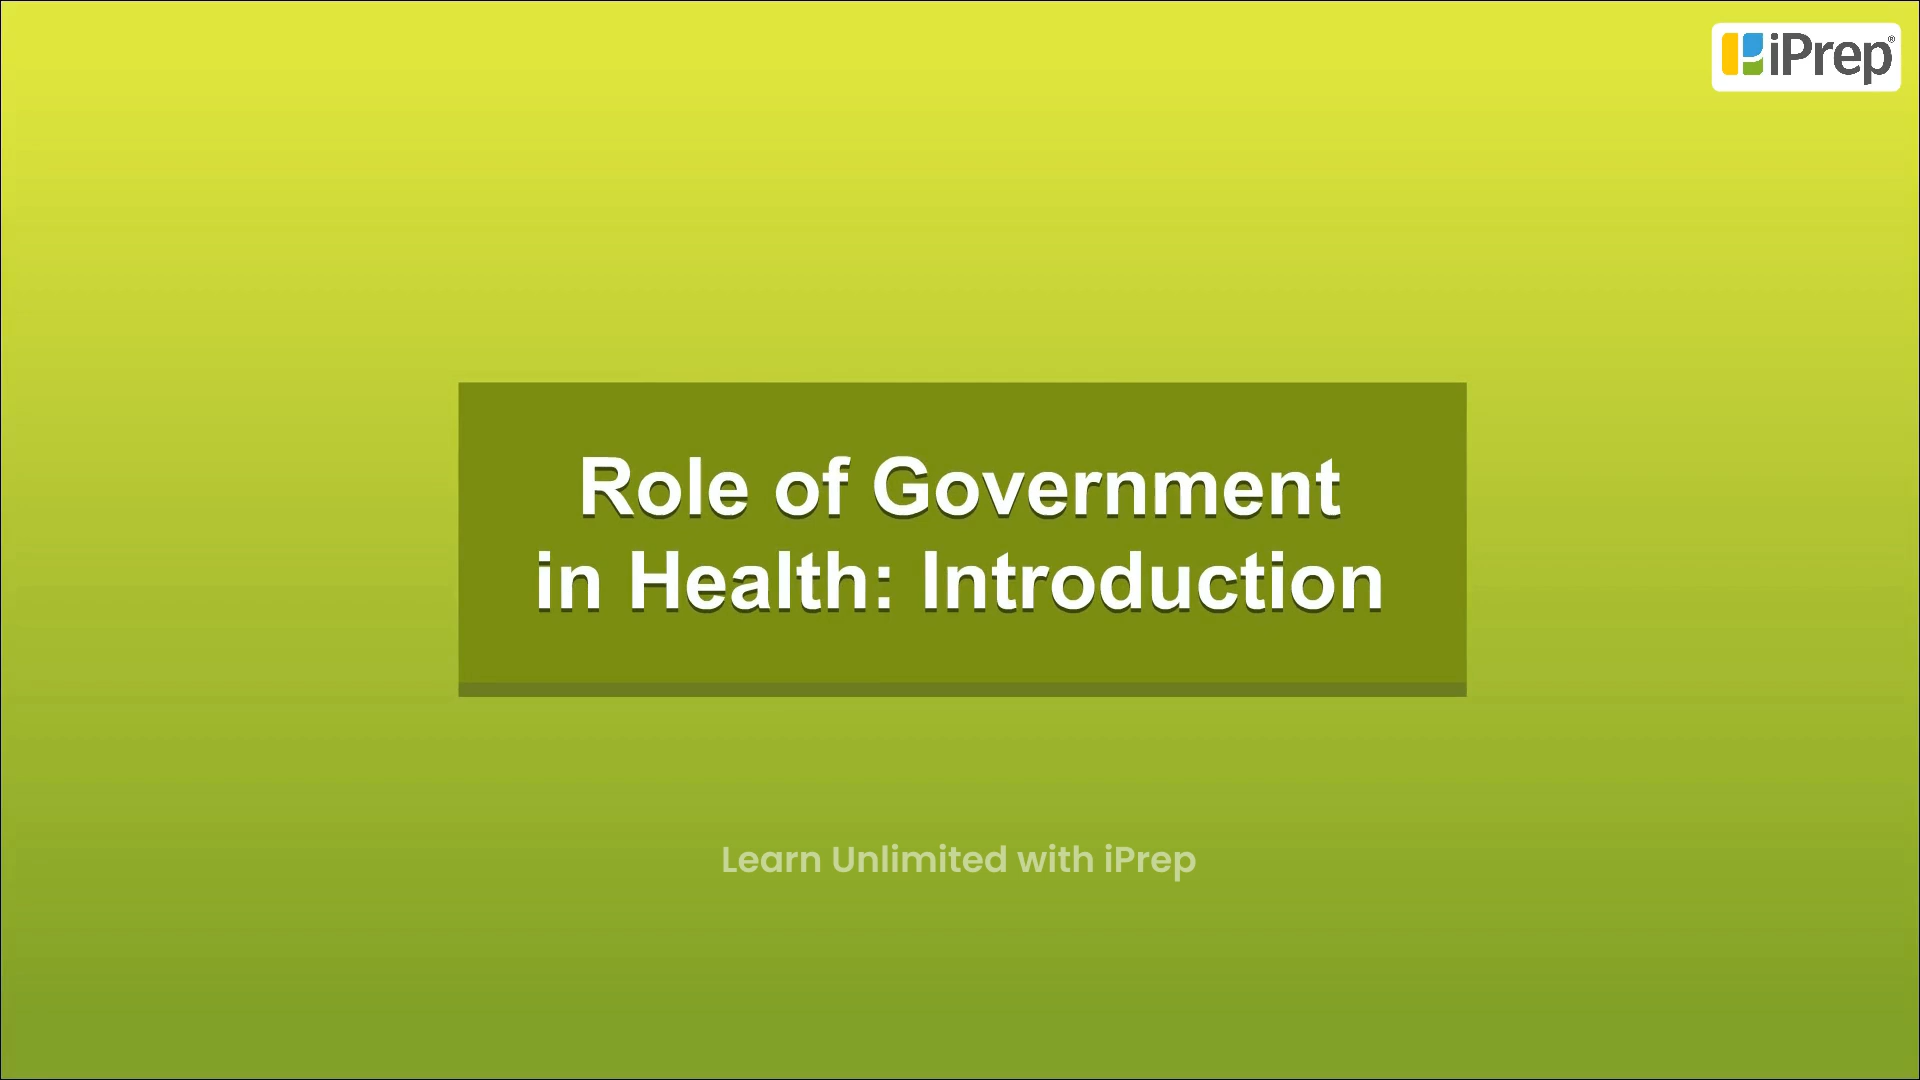 iPrep®
Role of Government
in Health: Introduction
Learn Unlimited with iPrep